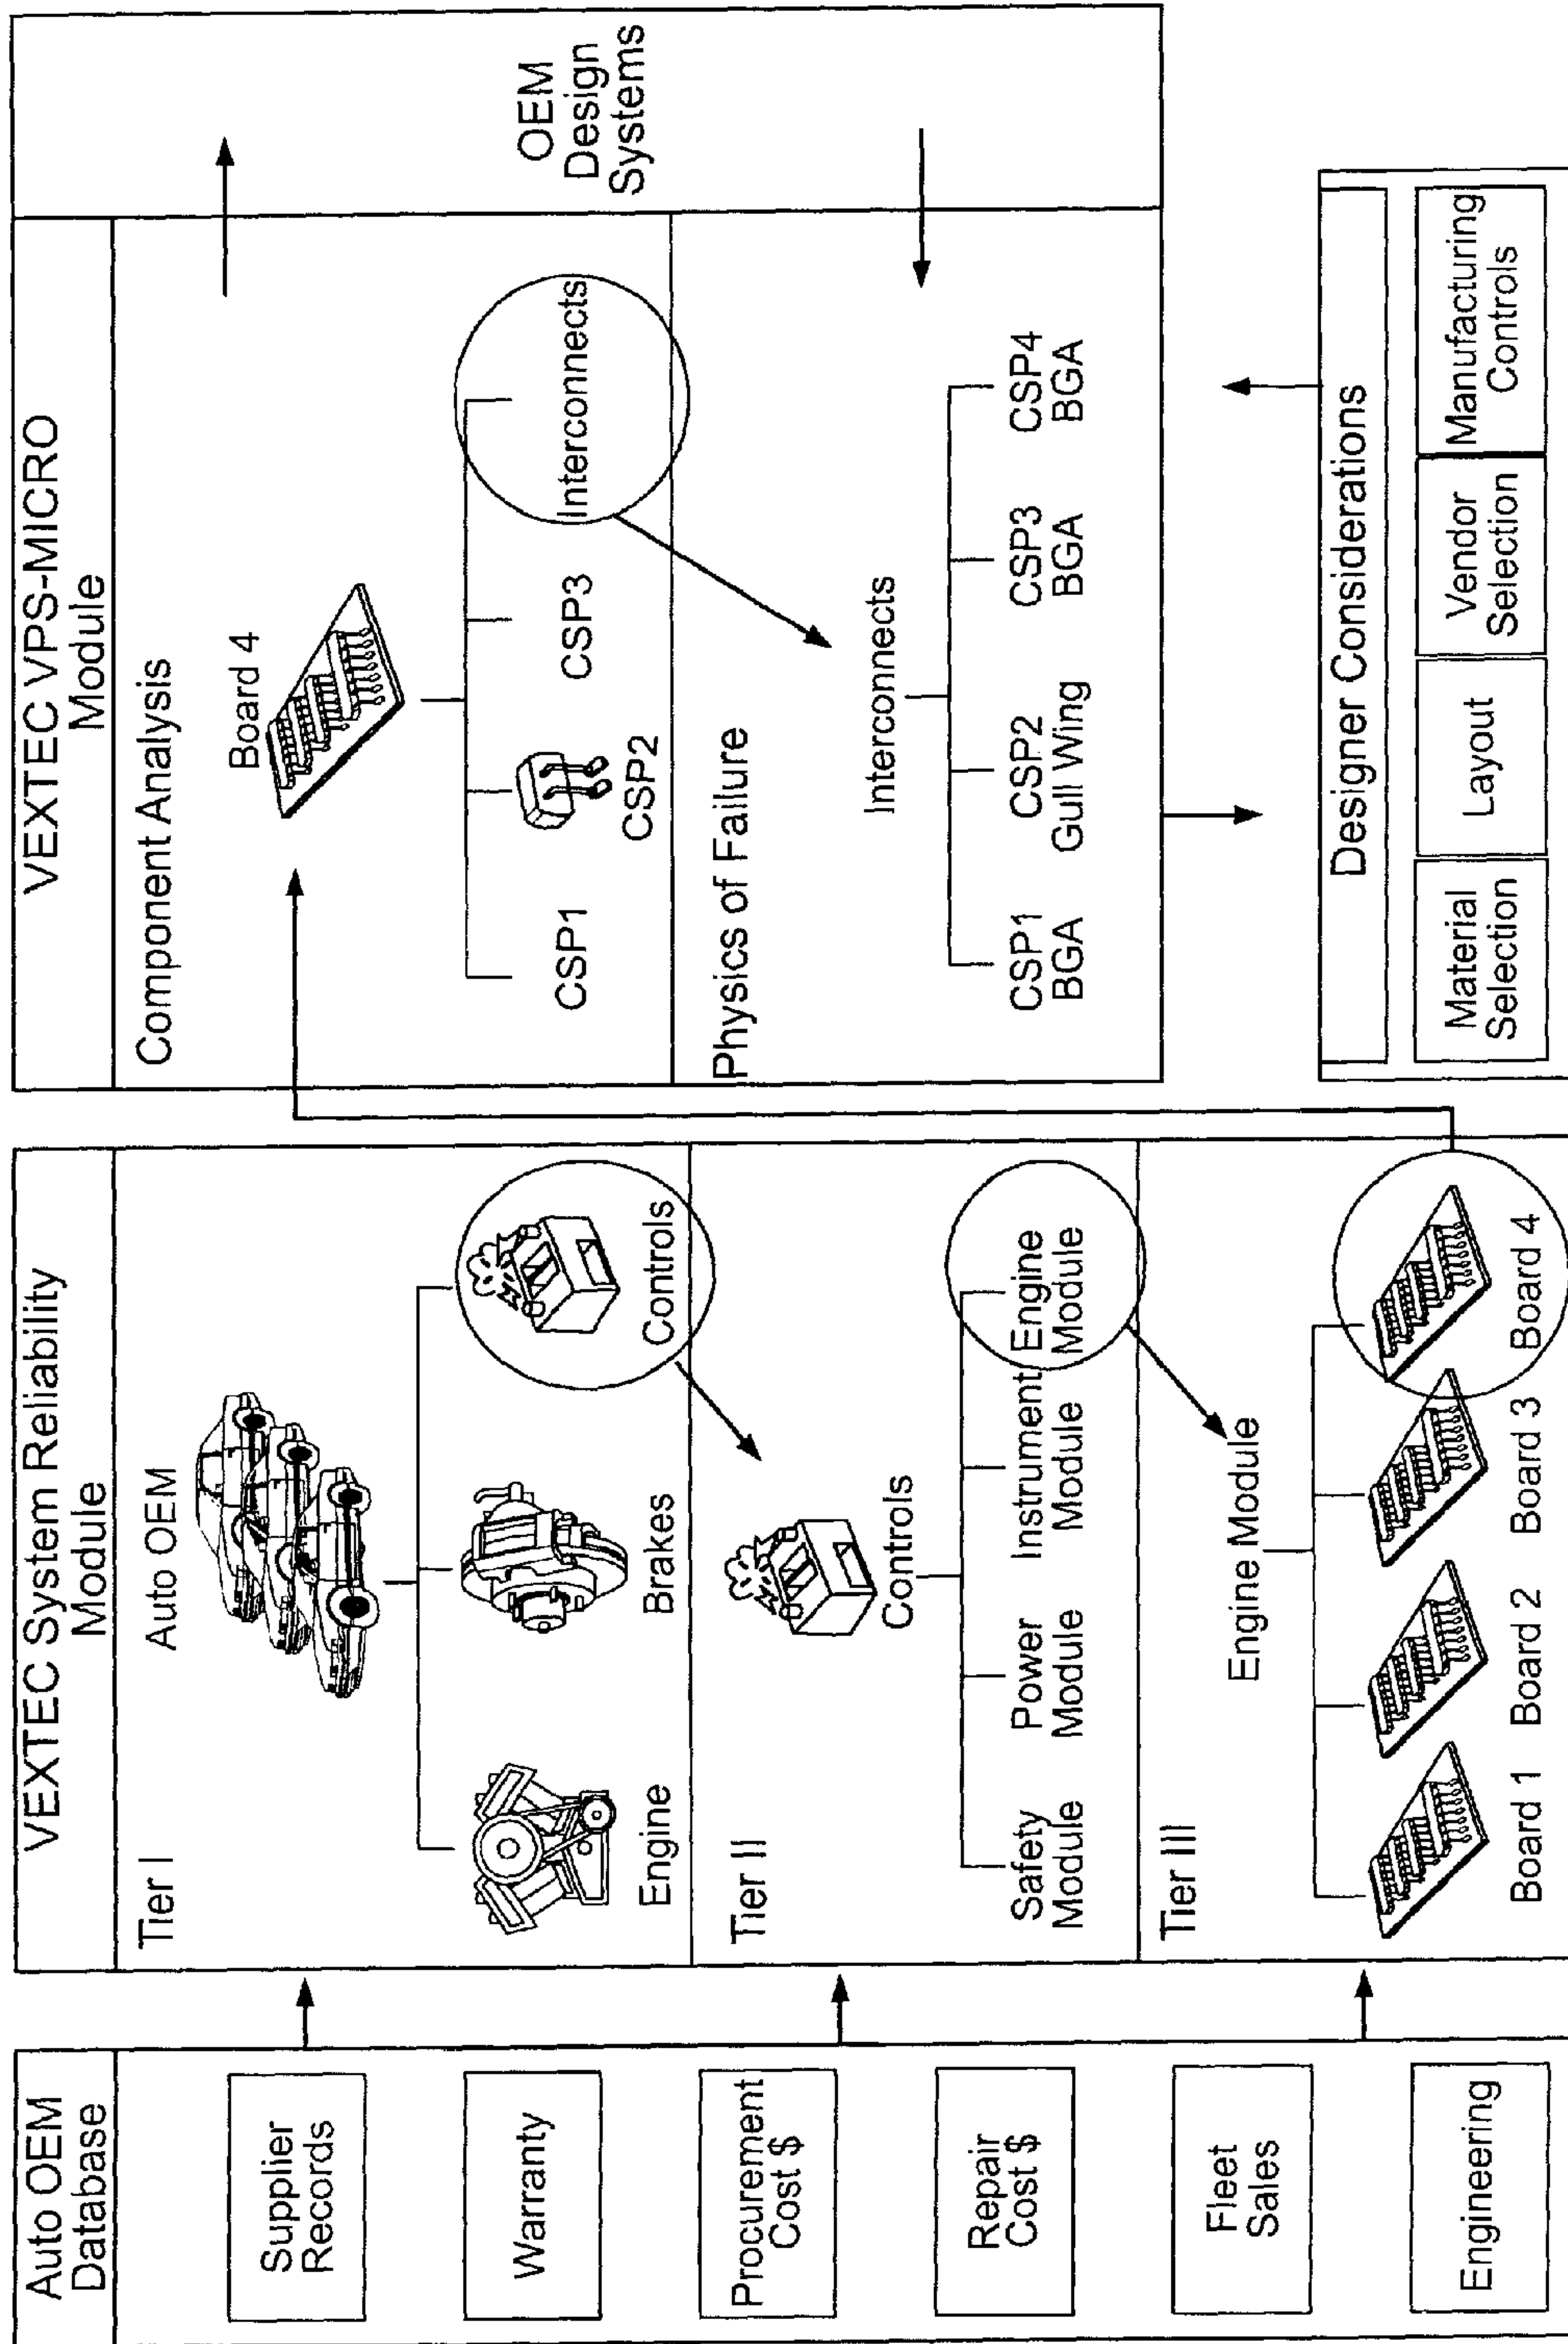 Auto OEM
Database
Supplier
Records
Warranty
Procurement
Cost $
Repair
Cost $
Fleet
Sales
Engineering
VEXTEC System Reliability
Module
Tier I
Auto OEM
Engine
Brakes
Controls
Tier II
Controls
Safety
Module
Power
Module
Instrument
Module
Engine
Module
Tier III
Engine Module
Board 1
Board 2
Board 3
Board 4
VEXTEC VPS-MICRO
Module
Component Analysis
Board 4
CSP1
CSP2
CSP3
Interconnects
Physics of Failure
Interconnects
CSP1
BGA
CSP2
Gull Wing
CSP3
BGA
CSP4
BGA
OEM
Design
Systems
Designer Considerations
Material
Selection
Layout
Vendor
Selection
Manufacturing
Controls